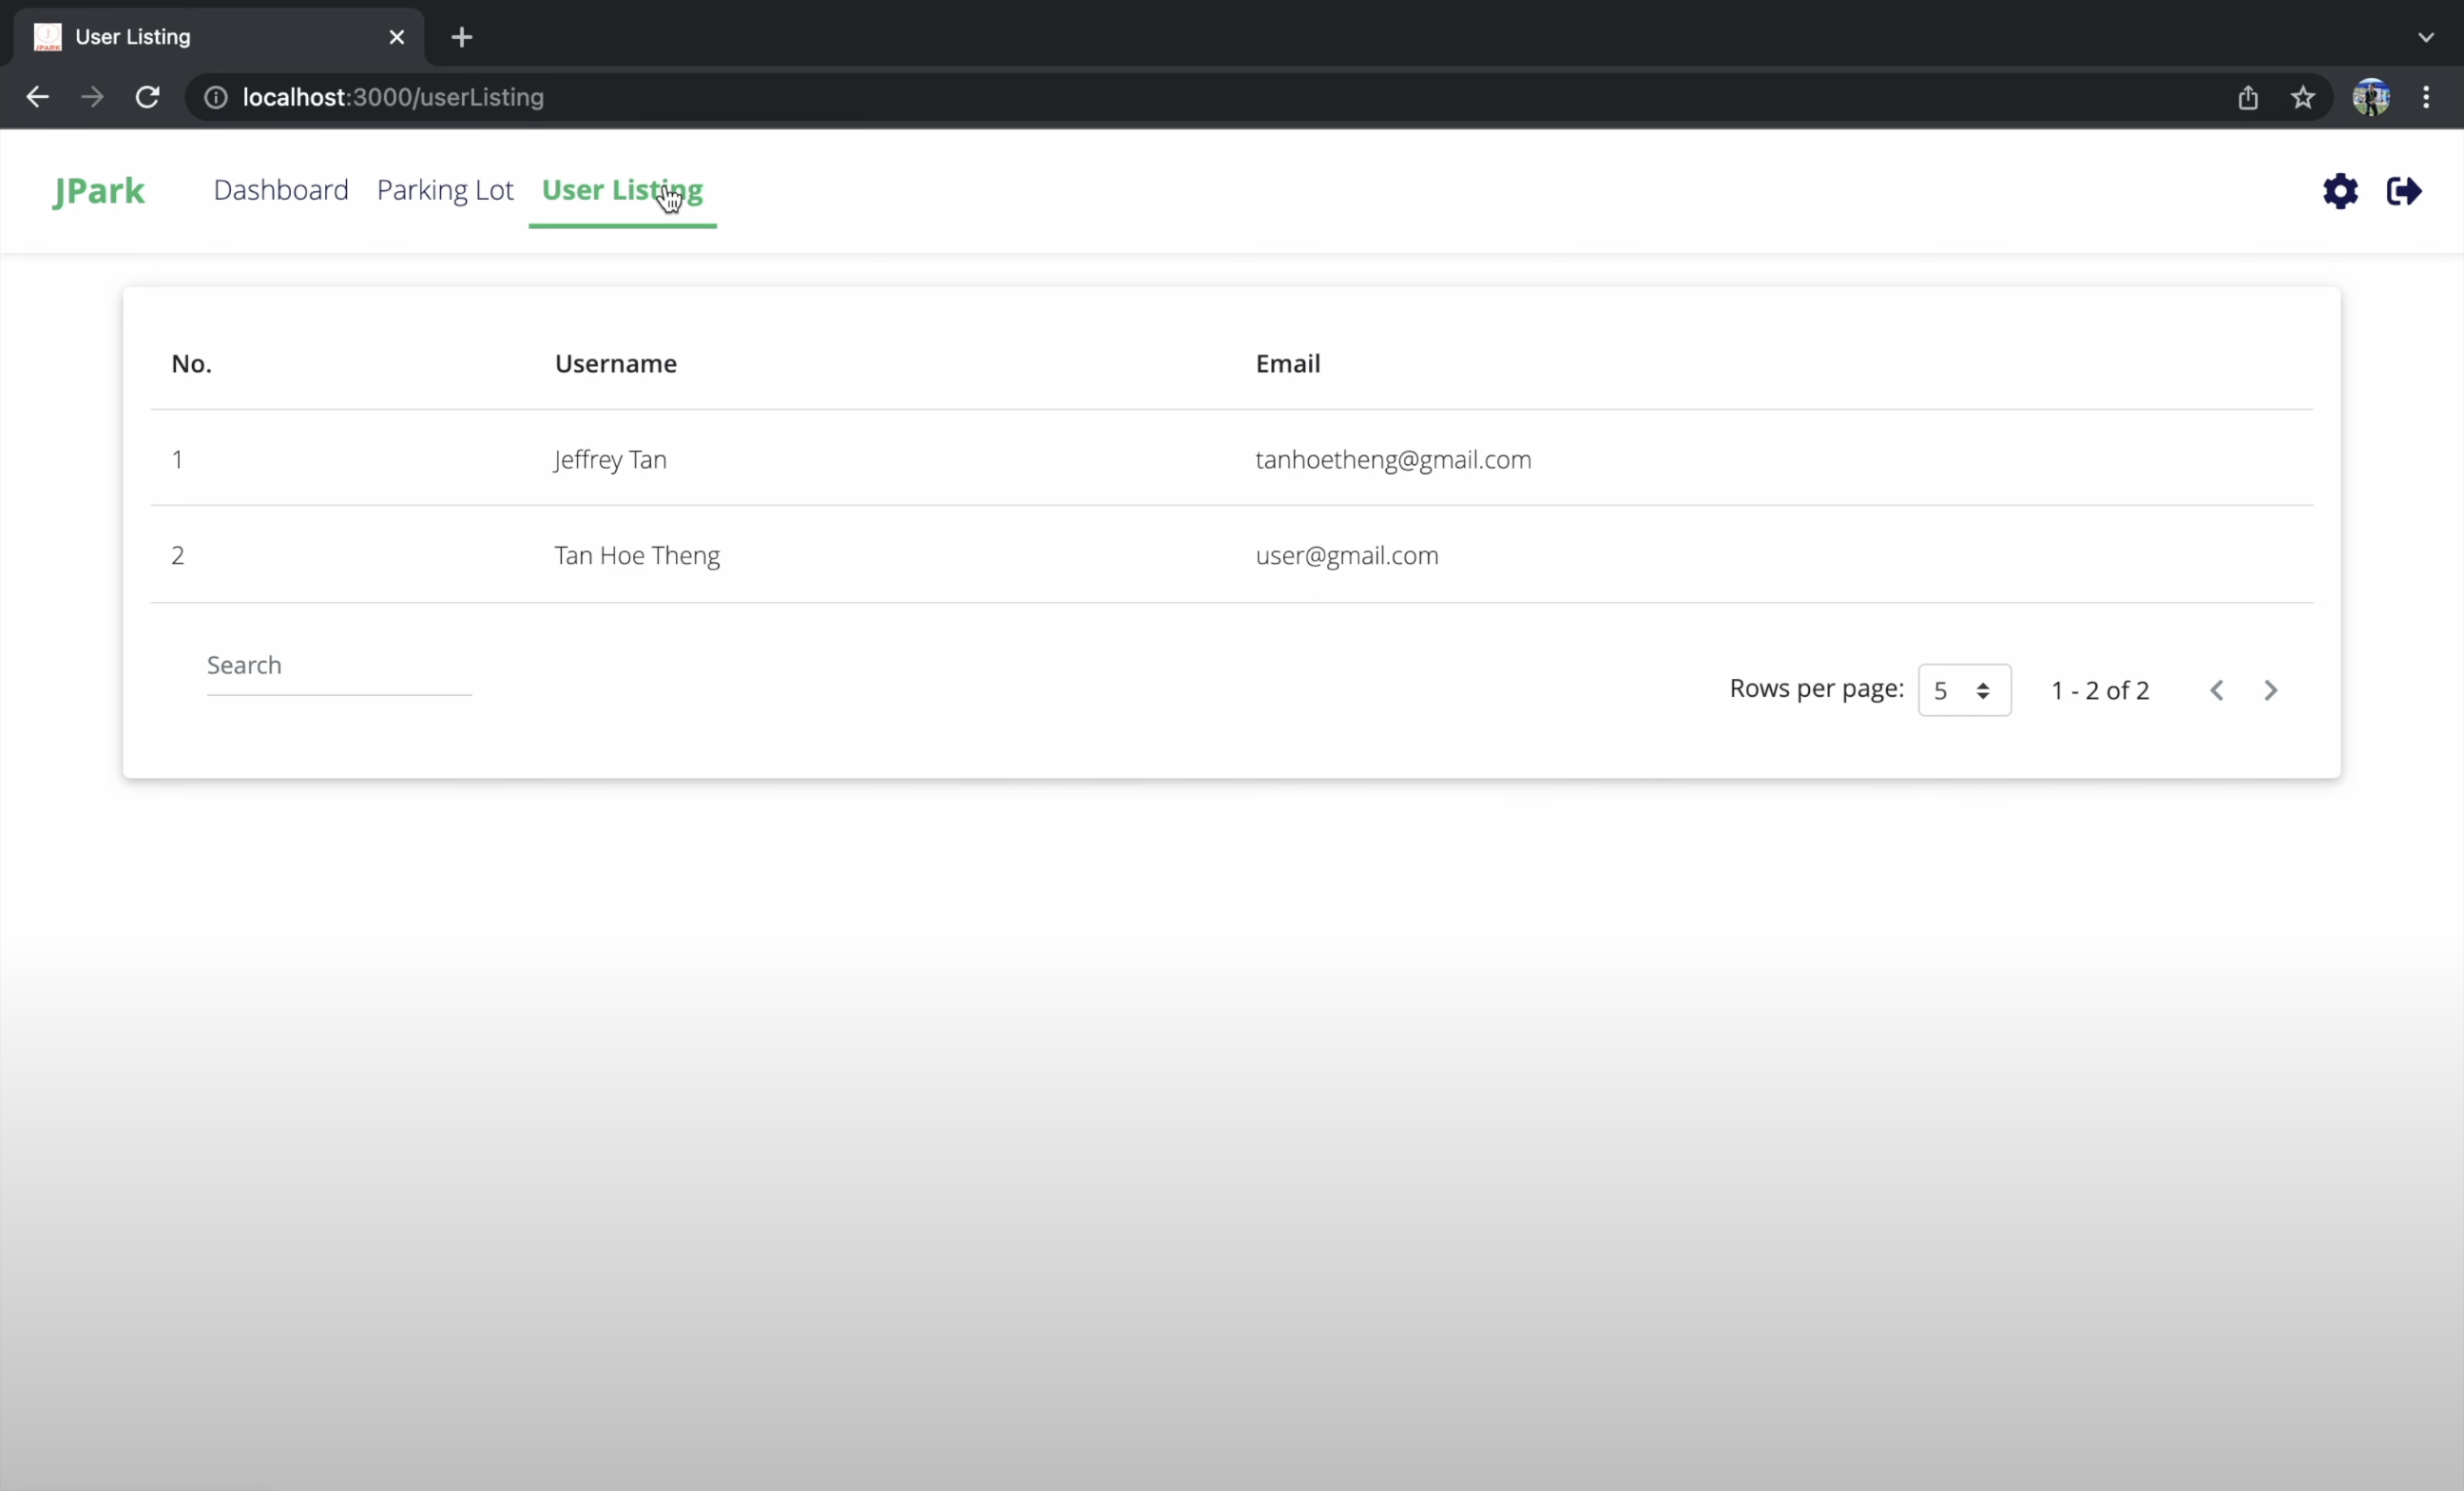 User Listing
localhost:3000/userListing
JPark Dashboard Parking Lot User Listing
No. Username Email
1 Jeffrey Tan tanhoetheng@gmail.com
2 Tan Hoe Theng user@gmail.com
Search
Rows per page: 5 1 - 2 of 2